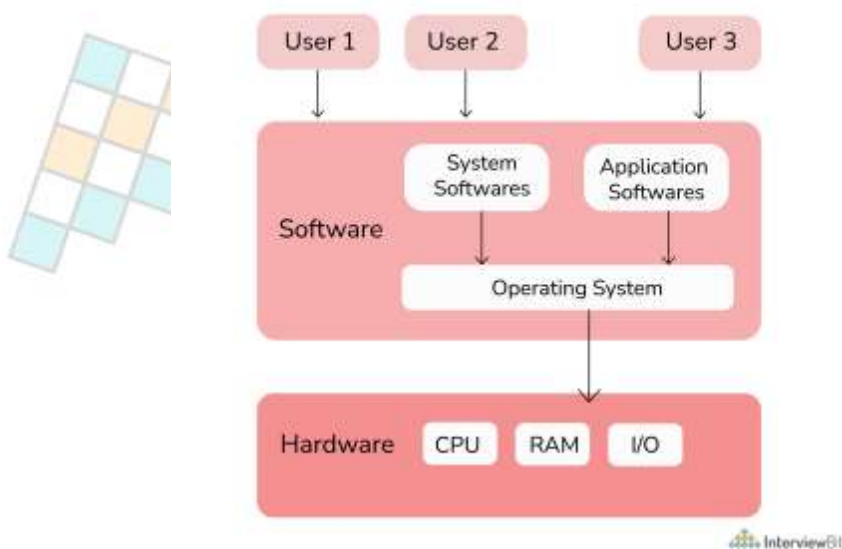 User 1
User 2
User 3
System
Softwares
Application
Softwares
Software
Operating System
Hardware
CPU
RAM
I/O
InterviewBit